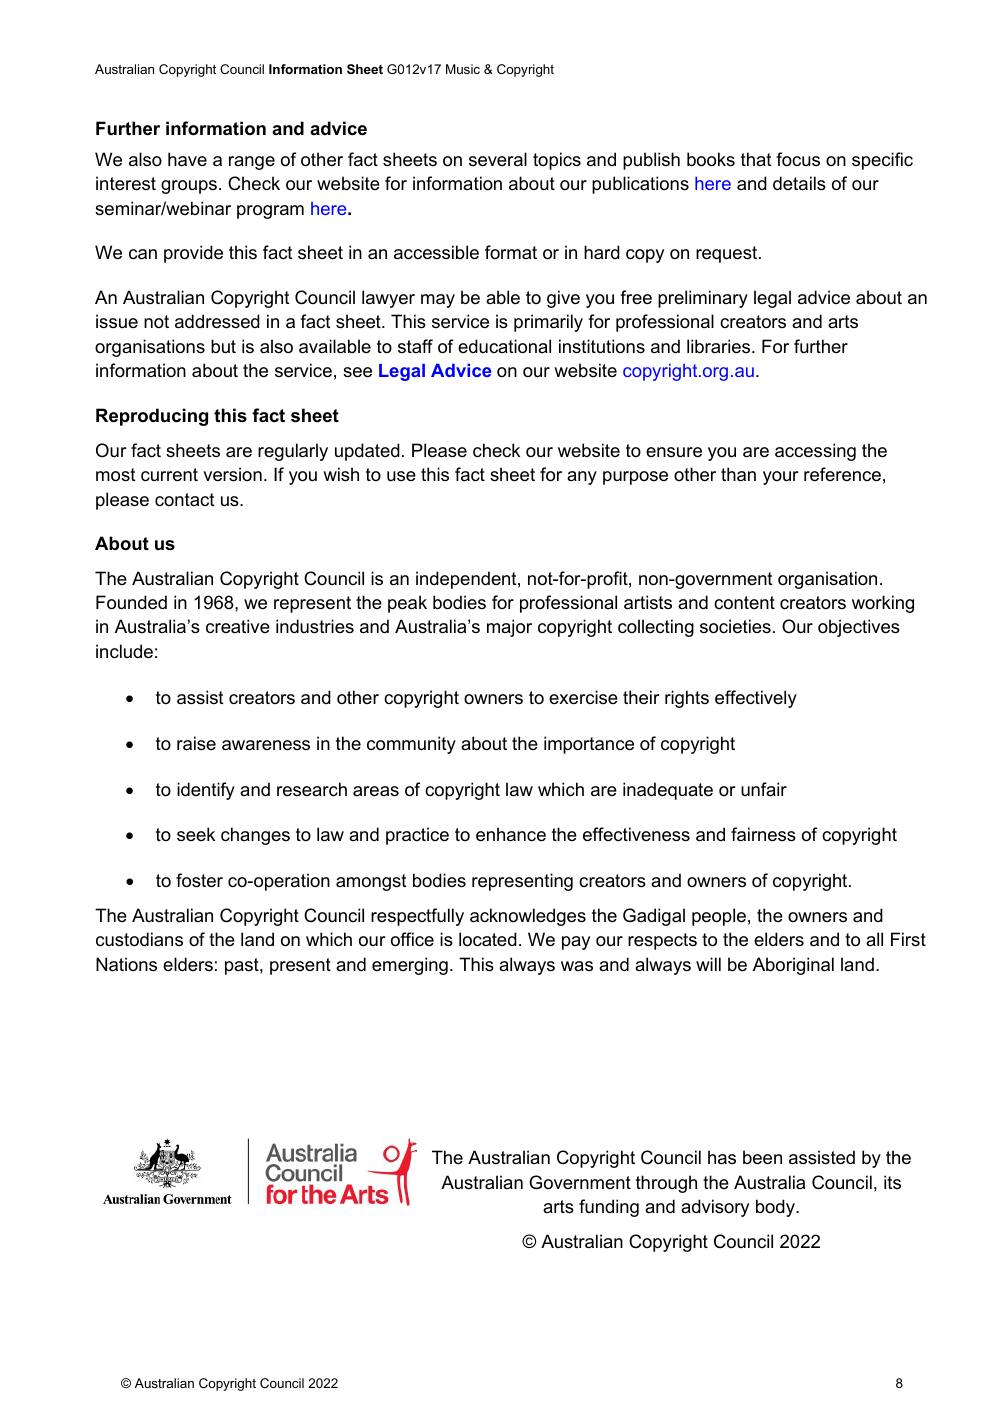 Australian Copyright Council Information Sheet G012v17 Music & Copyright
Further information and advice
We also have a range of other fact sheets on several topics and publish books that focus on specific
interest groups. Check our website for information about our publications here and details of our
seminar/webinar program here.
We can provide this fact sheet in an accessible format or in hard copy on request.
An Australian Copyright Council lawyer may be able to give you free preliminary legal advice about an
issue not addressed in a fact sheet. This service is primarily for professional creators and arts
organisations but is also available to staff of educational institutions and libraries. For further
information about the service, see Legal Advice on our website copyright.org.au.
Reproducing this fact sheet
Our fact sheets are regularly updated. Please check our website to ensure you are accessing the
most current version. If you wish to use this fact sheet for any purpose other than your reference,
please contact us.
About us
The Australian Copyright Council is an independent, not-for-profit, non-government organisation.
Founded in 1968, we represent the peak bodies for professional artists and content creators working
in Australia’s creative industries and Australia’s major copyright collecting societies. Our objectives
include:
• to assist creators and other copyright owners to exercise their rights effectively
• to raise awareness in the community about the importance of copyright
• to identify and research areas of copyright law which are inadequate or unfair
• to seek changes to law and practice to enhance the effectiveness and fairness of copyright
• to foster co-operation amongst bodies representing creators and owners of copyright.
The Australian Copyright Council respectfully acknowledges the Gadigal people, the owners and
custodians of the land on which our office is located. We pay our respects to the elders and to all First
Nations elders: past, present and emerging. This always was and always will be Aboriginal land.
Australian Government
Australia
Council
for the Arts
The Australian Copyright Council has been assisted by the
Australian Government through the Australia Council, its
arts funding and advisory body.
© Australian Copyright Council 2022
© Australian Copyright Council 2022 8